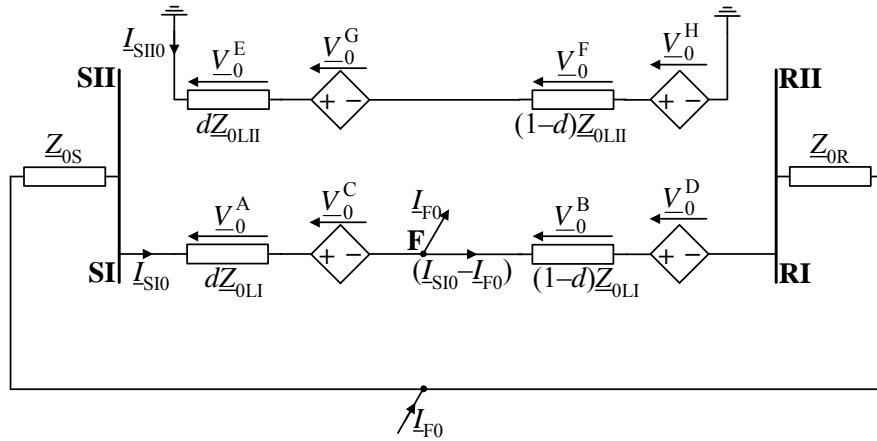 I_SII0 V_0^E V_0^G V_0^F V_0^H
SII RII
dZ_0LII (1–d)Z_0LII
Z_0S Z_0R
V_0^A V_0^C I_F0 V_0^B V_0^D
+ − + − + − + −
F
SI I_SI0 dZ_0LI (I_SI0–I_F0) (1–d)Z_0LI RI
I_F0